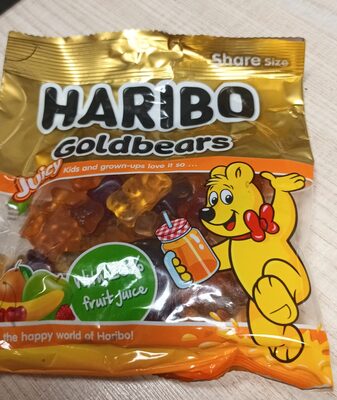 Share Size
HARIBO
Goldbears
Juicy
Kids and grown-ups love it so ...
fruit juice
the happy world of Haribo!